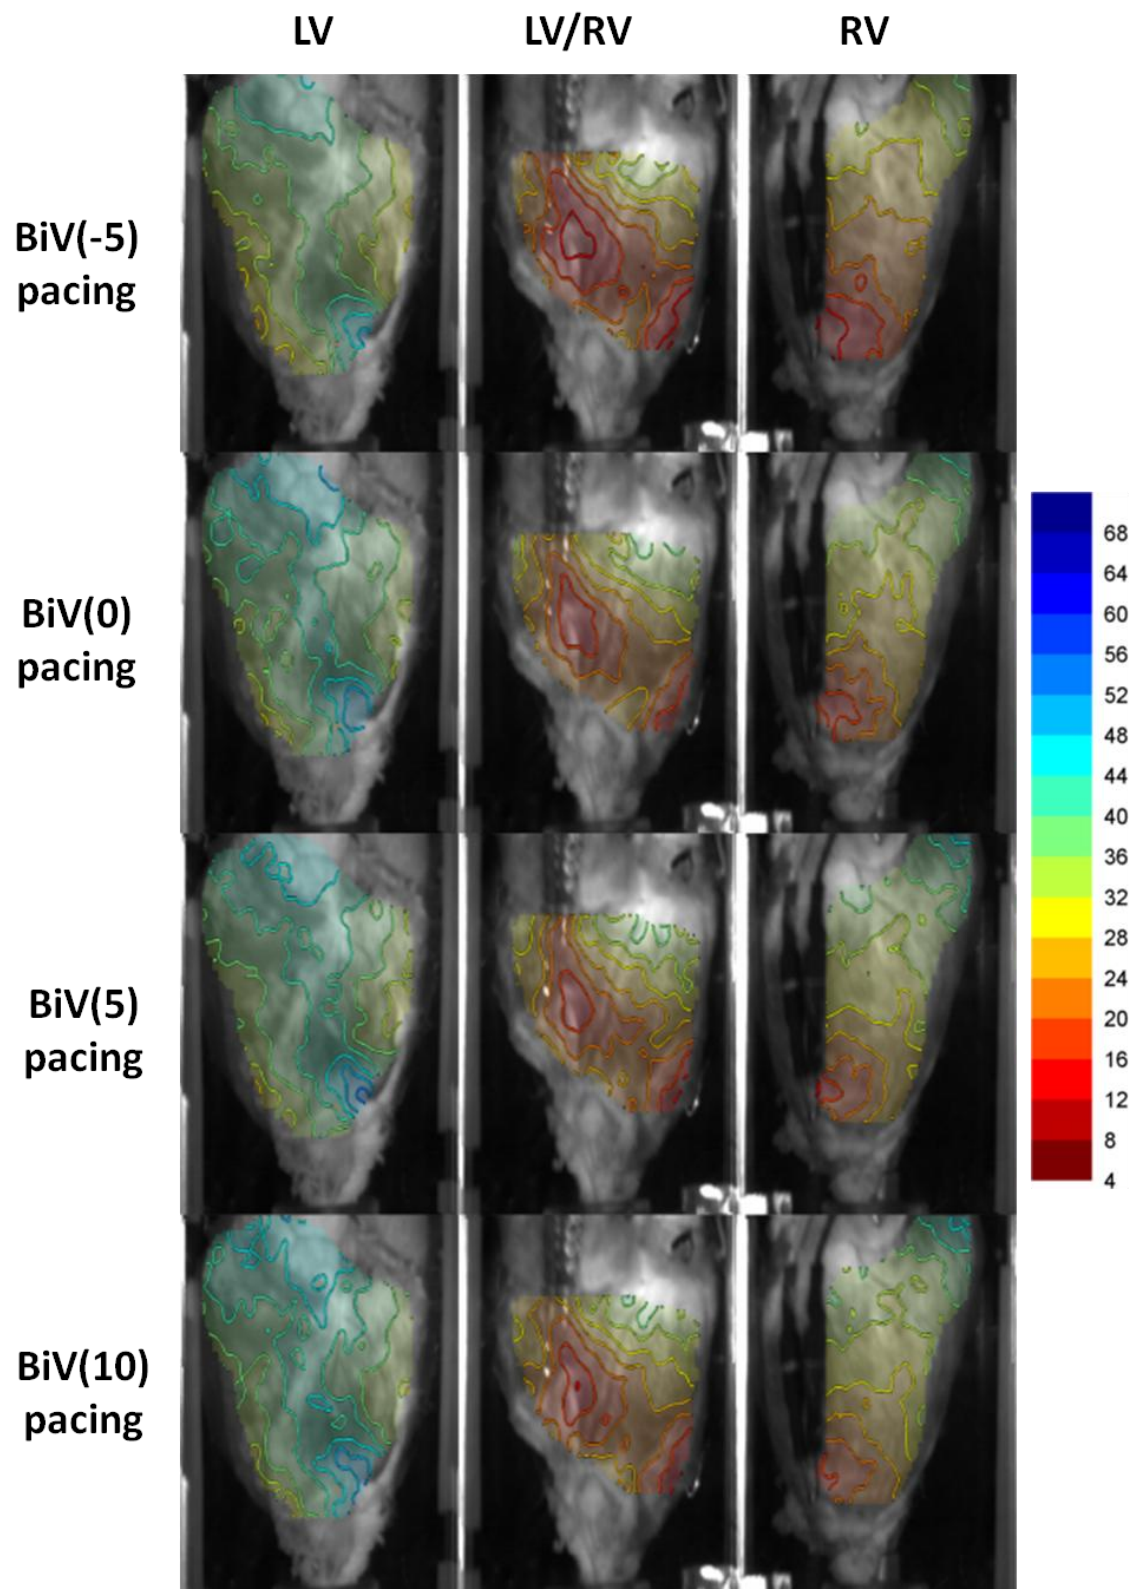 LV LV/RV RV
BiV(-5)
pacing
BiV(0)
pacing
BiV(5)
pacing
BiV(10)
pacing
68
64
60
56
52
48
44
40
36
32
28
24
20
16
12
8
4